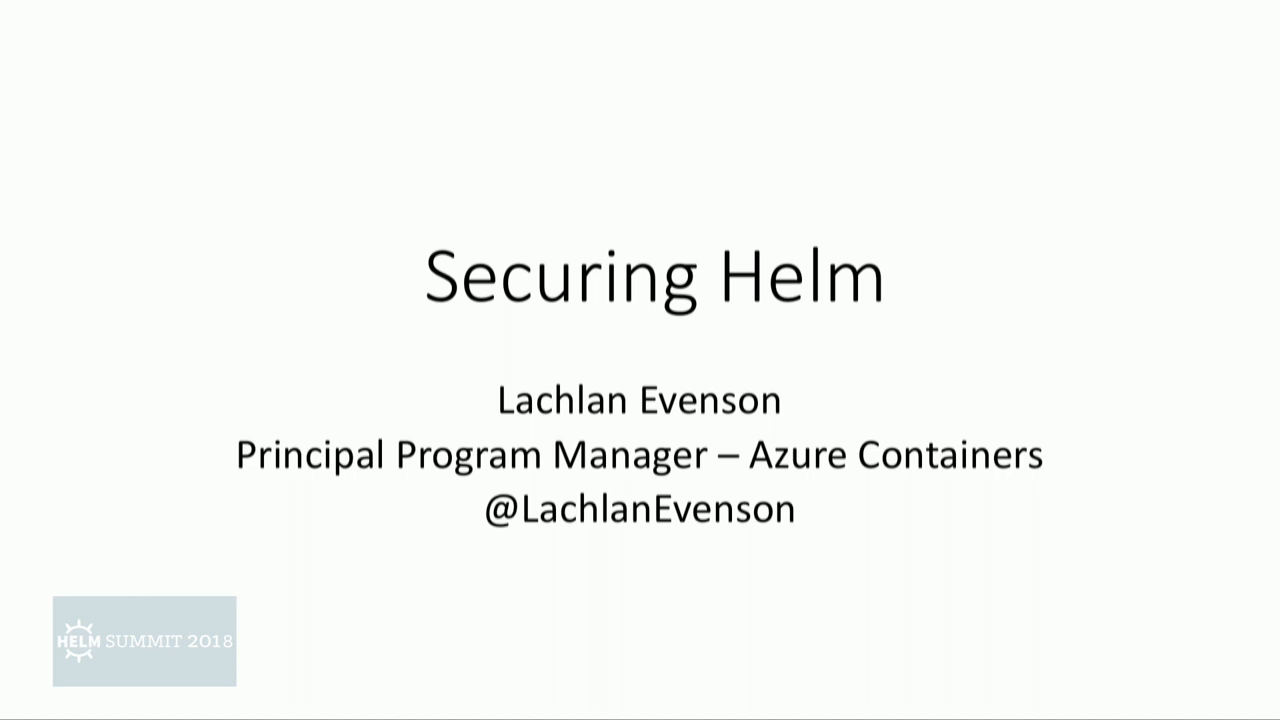 Securing Helm
Lachlan Evenson
Principal Program Manager – Azure Containers
@LachlanEvenson
HELM SUMMIT 2018